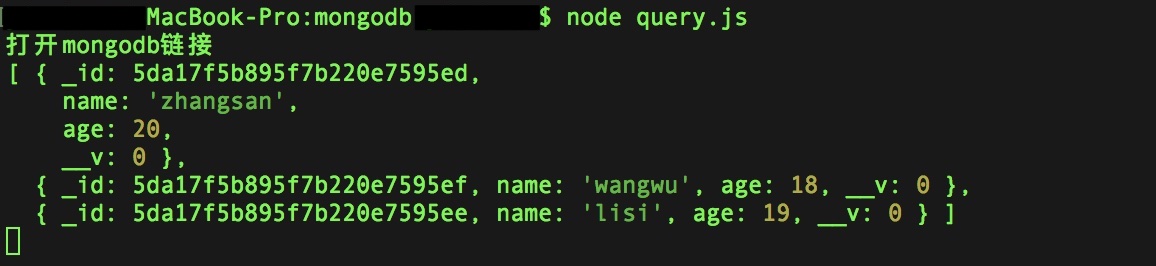 MacBook-Pro:mongodb $ node query.js
打开mongodb链接
[ { _id: 5da17f5b895f7b220e7595ed,
name: 'zhangsan',
age: 20,
__v: 0 },
{ _id: 5da17f5b895f7b220e7595ef, name: 'wangwu', age: 18, __v: 0 },
{ _id: 5da17f5b895f7b220e7595ee, name: 'lisi', age: 19, __v: 0 } ]